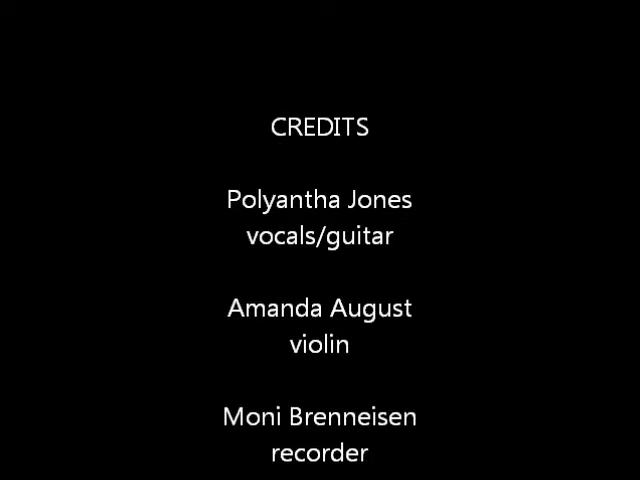 CREDITS
Polyantha Jones
vocals/guitar
Amanda August
violin
Moni Brenneisen
recorder